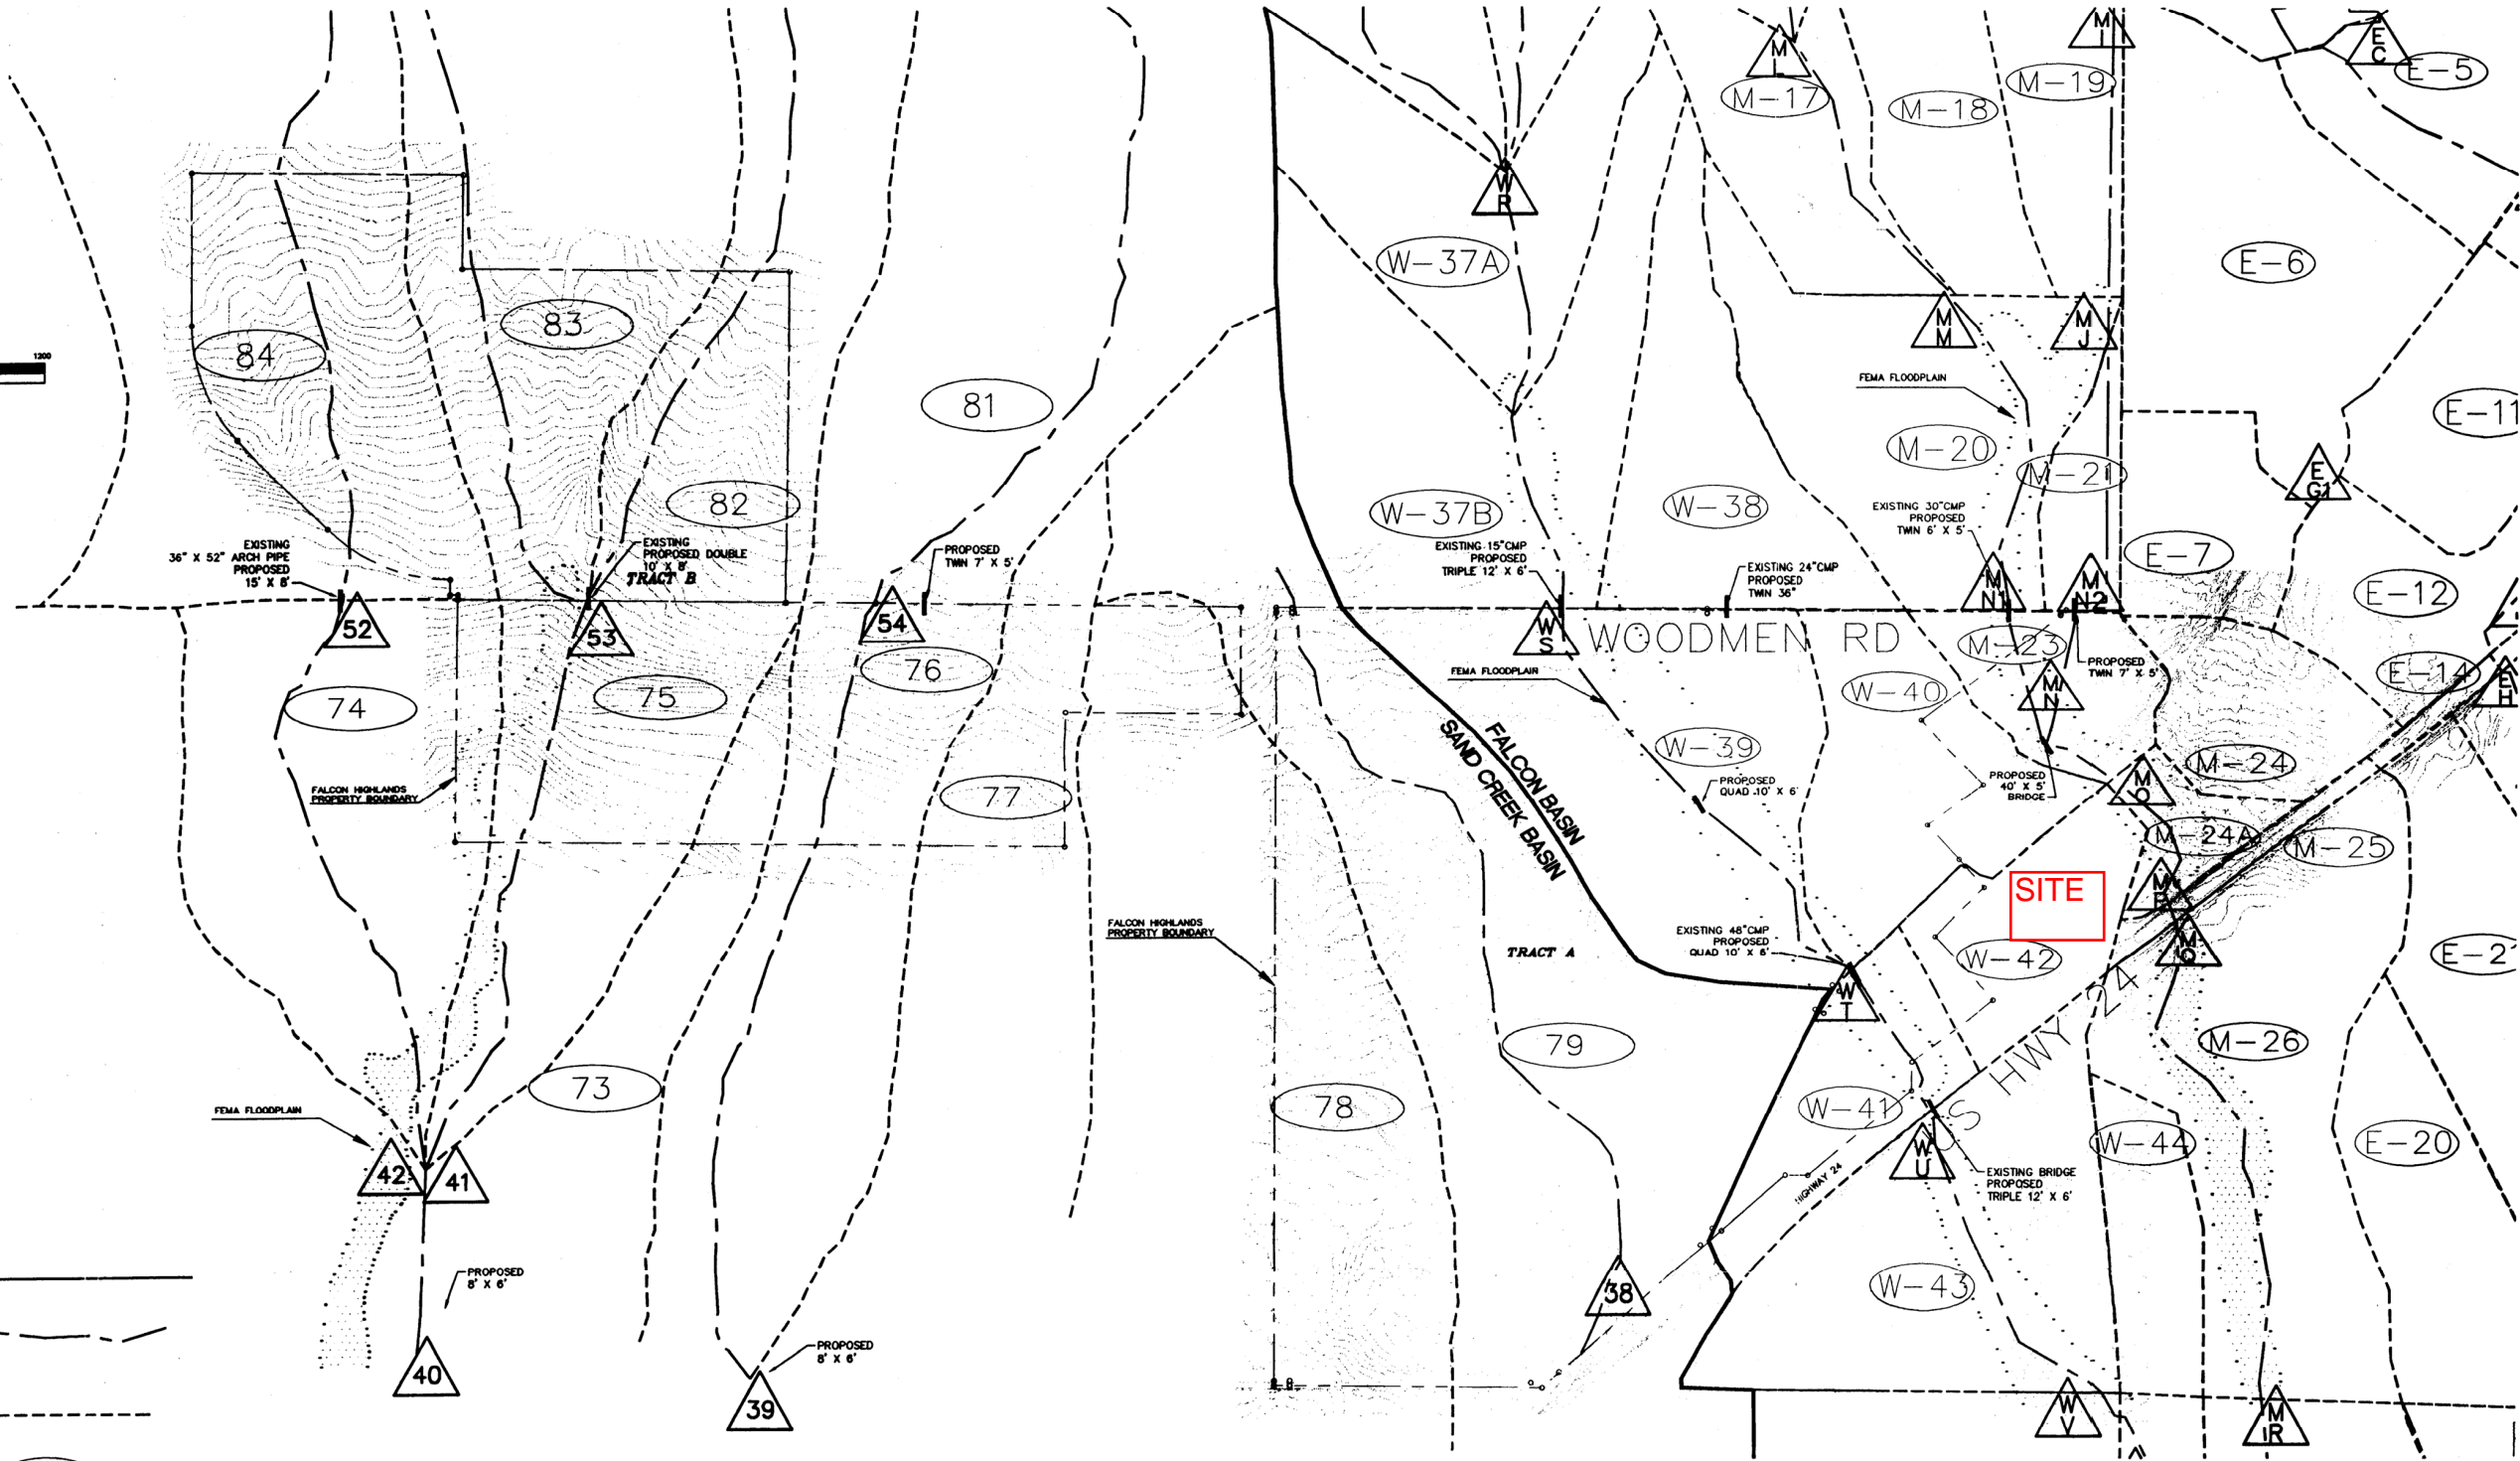 M
I
E
C
E-5
M
L
M-17
M-18
M-19
W
R
W-37A
E-6
83
84
1200
81
M
M
M
J
FEMA FLOODPLAIN
E-11
M-20
M-21
E
G1
82
W-37B
W-38
EXISTING
36" X 52" ARCH PIPE
PROPOSED
15' X 8'
EXISTING
PROPOSED DOUBLE
10' X 8'
TRACT B
PROPOSED
TWIN 7' X 5'
EXISTING 15"CMP
PROPOSED
TRIPLE 12' X 6'
EXISTING 24"CMP
PROPOSED
TWIN 36"
EXISTING 30"CMP
PROPOSED
TWIN 6' X 5'
E-7
E-12
M
N1
M
N2
52
53
54
W
S
WOODMEN RD
M-23
PROPOSED
TWIN 7' X 5'
E-14
E
H
74
75
76
FEMA FLOODPLAIN
W-40
M
N
FALCON BASIN
SAND CREEK BASIN
W-39
M-24
PROPOSED
QUAD 10' X 6'
PROPOSED
40' X 5'
BRIDGE
M
O
FALCON HIGHLANDS
PROPERTY BOUNDARY
77
M-24A
M-25
SITE
M
P
FALCON HIGHLANDS
PROPERTY BOUNDARY
TRACT A
EXISTING 48"CMP
PROPOSED
QUAD 10' X 6'
W-42
M
Q
E-2
W
T
US HWY 24
79
M-26
73
78
W-41
FEMA FLOODPLAIN
42
41
W
U
W-44
E-20
HIGHWAY 24
EXISTING BRIDGE
PROPOSED
TRIPLE 12' X 6'
PROPOSED
8' X 6'
38
W-43
40
PROPOSED
8' X 6'
39
W
V
M
R